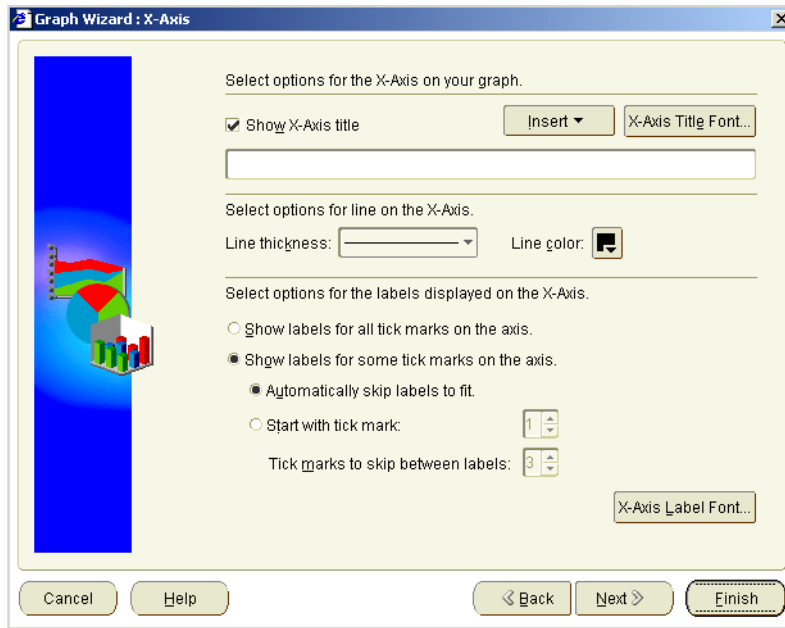 Graph Wizard : X-Axis
Select options for the X-Axis on your graph.
Show X-Axis title Insert X-Axis Title Font...
Select options for line on the X-Axis.
Line thickness: Line color:
Select options for the labels displayed on the X-Axis.
Show labels for all tick marks on the axis.
Show labels for some tick marks on the axis.
Automatically skip labels to fit.
Start with tick mark: 1
Tick marks to skip between labels: 3
X-Axis Label Font...
Cancel Help Back Next Finish